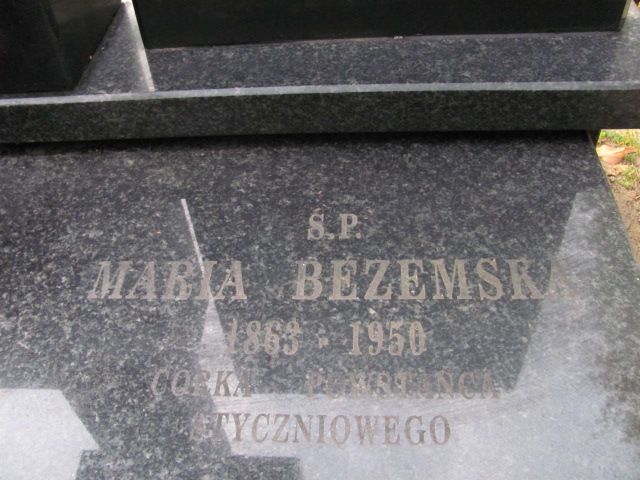 Ś.P.
MARIA BEZEMSKA
1863 - 1950
CÓRKA POWSTAŃCA
STYCZNIOWEGO